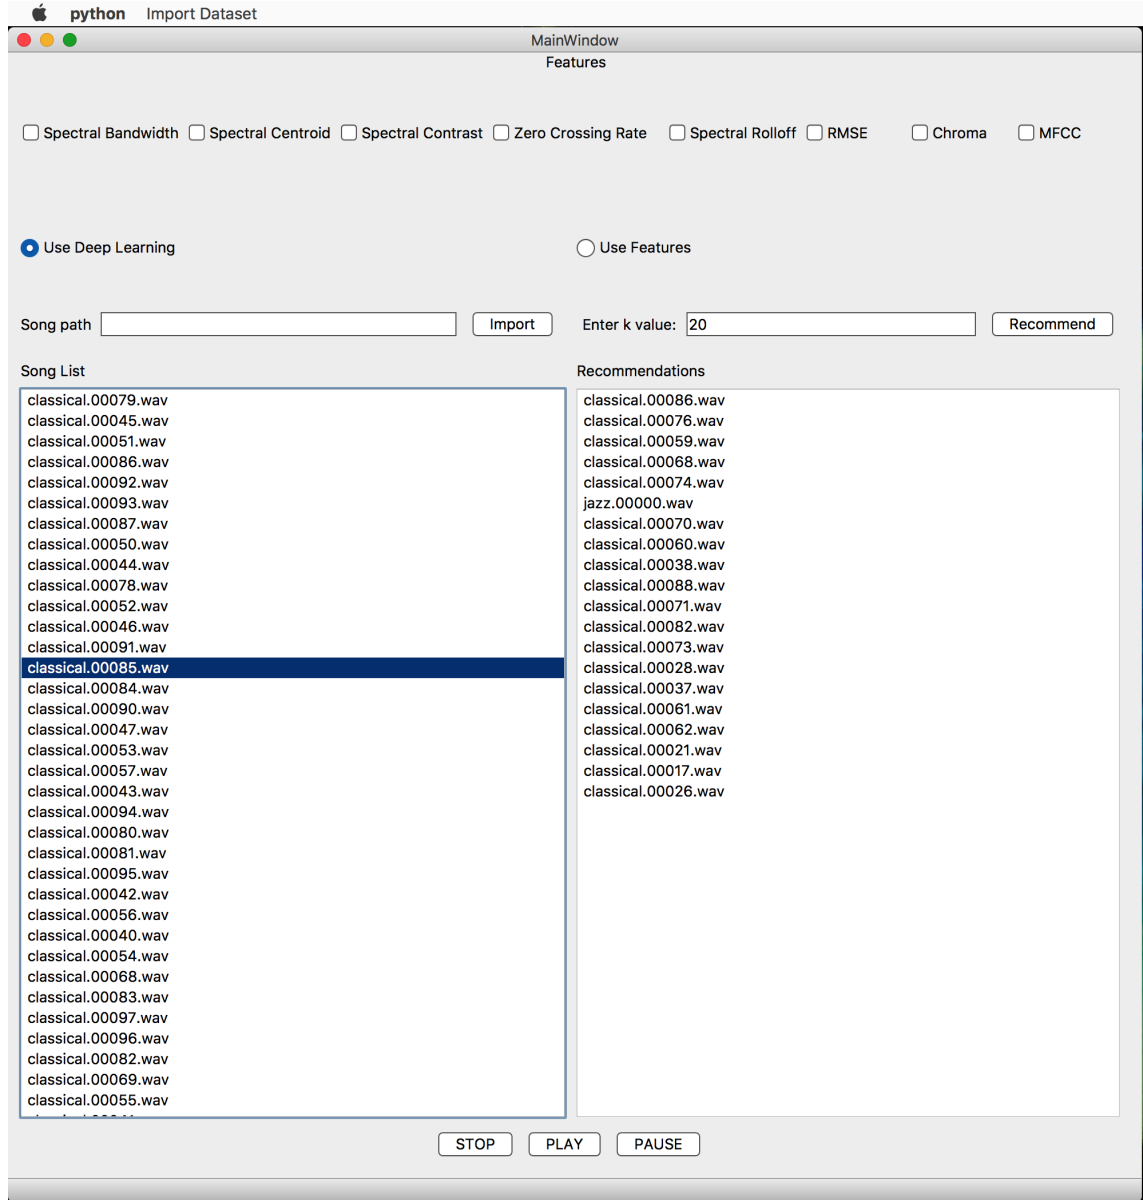 python Import Dataset
MainWindow
Features
Spectral Bandwidth Spectral Centroid Spectral Contrast Zero Crossing Rate Spectral Rolloff RMSE Chroma MFCC
Use Deep Learning Use Features
Song path Import Enter k value: 20 Recommend
Song List
classical.00079.wav
classical.00045.wav
classical.00051.wav
classical.00086.wav
classical.00092.wav
classical.00093.wav
classical.00087.wav
classical.00050.wav
classical.00044.wav
classical.00078.wav
classical.00052.wav
classical.00046.wav
classical.00091.wav
classical.00085.wav
classical.00084.wav
classical.00090.wav
classical.00047.wav
classical.00053.wav
classical.00057.wav
classical.00043.wav
classical.00094.wav
classical.00080.wav
classical.00081.wav
classical.00095.wav
classical.00042.wav
classical.00056.wav
classical.00040.wav
classical.00054.wav
classical.00068.wav
classical.00083.wav
classical.00097.wav
classical.00096.wav
classical.00082.wav
classical.00069.wav
classical.00055.wav
Recommendations
classical.00086.wav
classical.00076.wav
classical.00059.wav
classical.00068.wav
classical.00074.wav
jazz.00000.wav
classical.00070.wav
classical.00060.wav
classical.00038.wav
classical.00088.wav
classical.00071.wav
classical.00082.wav
classical.00073.wav
classical.00028.wav
classical.00037.wav
classical.00061.wav
classical.00062.wav
classical.00021.wav
classical.00017.wav
classical.00026.wav
STOP PLAY PAUSE